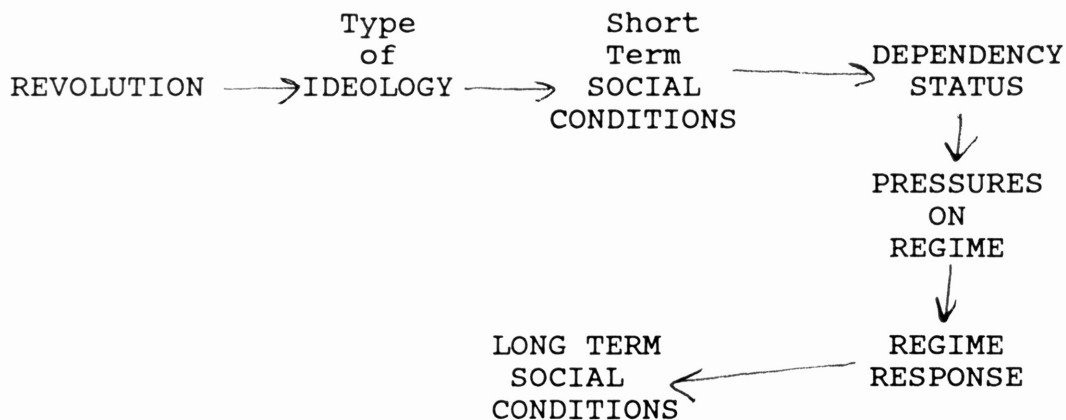 Type
of
REVOLUTION IDEOLOGY
Short
Term
SOCIAL
CONDITIONS
DEPENDENCY
STATUS
PRESSURES
ON
REGIME
REGIME
RESPONSE
LONG TERM
SOCIAL
CONDITIONS